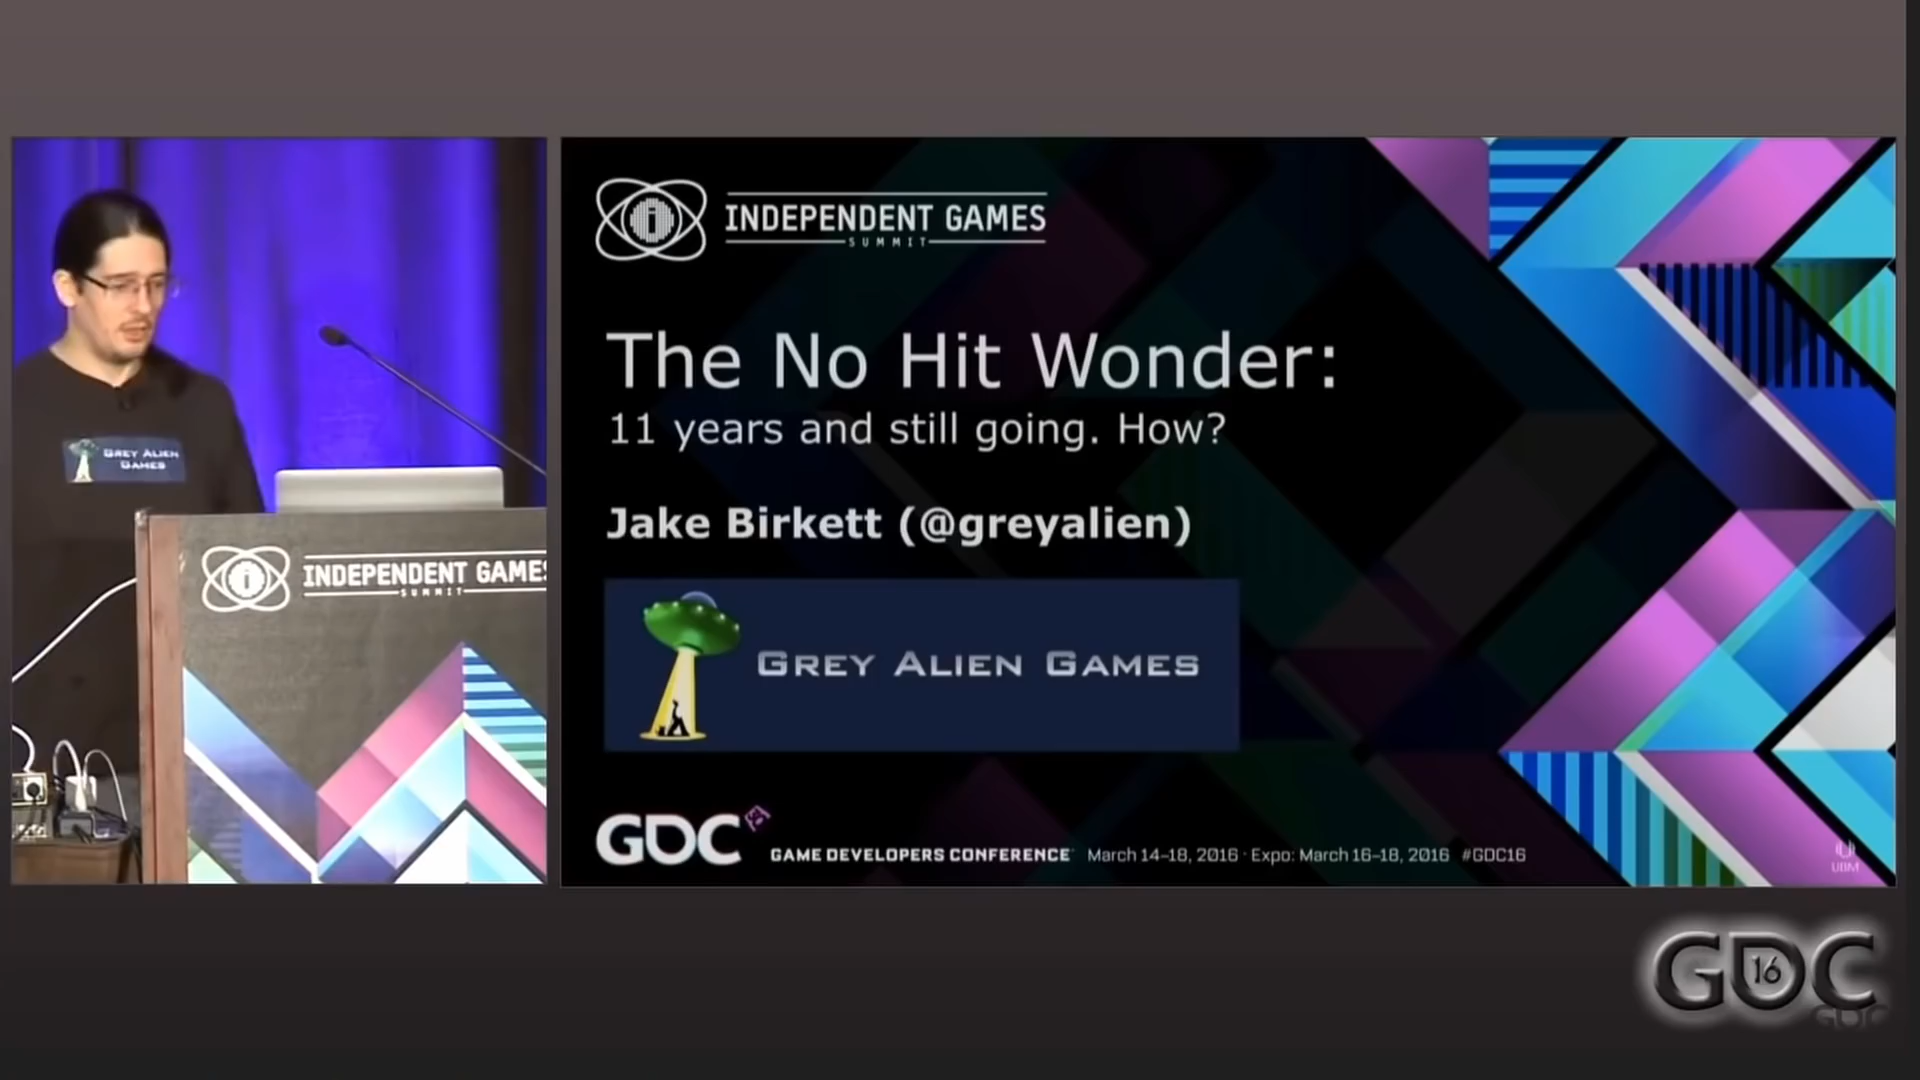 INDEPENDENT GAMES
SUMMIT
The No Hit Wonder:
11 years and still going. How?
Jake Birkett (@greyalien)
GREY ALIEN GAMES
GDC
GAME DEVELOPERS CONFERENCE March 14-18, 2016 · Expo: March 16-18, 2016 #GDC16
UBM
GREY ALIEN
GAMES
INDEPENDENT GAMES
SUMMIT
GDC
16
GDC